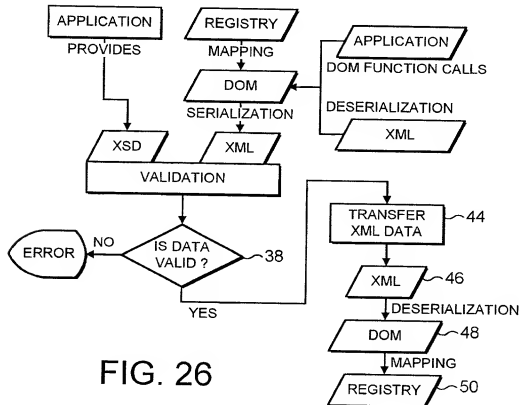 APPLICATION
PROVIDES
REGISTRY
MAPPING
DOM
SERIALIZATION
APPLICATION
DOM FUNCTION CALLS
DESERIALIZATION
XML
XSD
XML
VALIDATION
IS DATA
VALID ?
38
NO
ERROR
YES
TRANSFER
XML DATA
44
XML
46
DESERIALIZATION
DOM
48
MAPPING
REGISTRY
50
FIG. 26